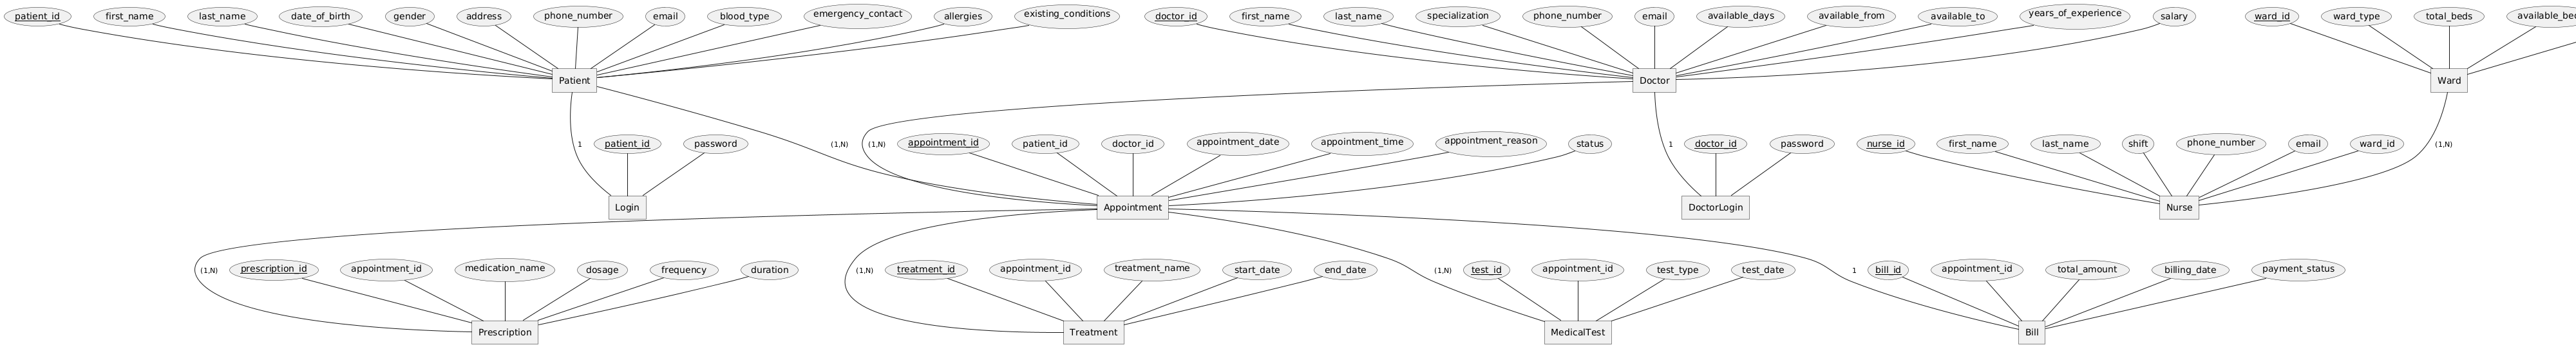 patient_id
first_name
last_name
date_of_birth
gender
address
phone_number
email
blood_type
emergency_contact
allergies
existing_conditions
doctor_id
first_name
last_name
specialization
phone_number
email
available_days
available_from
available_to
years_of_experience
salary
ward_id
ward_type
total_beds
Patient
Doctor
Ward
1
patient_id
password
(1,N)
(1,N)
appointment_id
patient_id
doctor_id
appointment_date
appointment_time
appointment_reason
status
1
doctor_id
password
nurse_id
first_name
last_name
shift
phone_number
email
ward_id
(1,N)
Login
Appointment
DoctorLogin
Nurse
(1,N)
prescription_id
appointment_id
medication_name
dosage
frequency
duration
(1,N)
treatment_id
appointment_id
treatment_name
start_date
end_date
(1,N)
test_id
appointment_id
test_type
test_date
1
bill_id
appointment_id
total_amount
billing_date
payment_status
Prescription
Treatment
MedicalTest
Bill